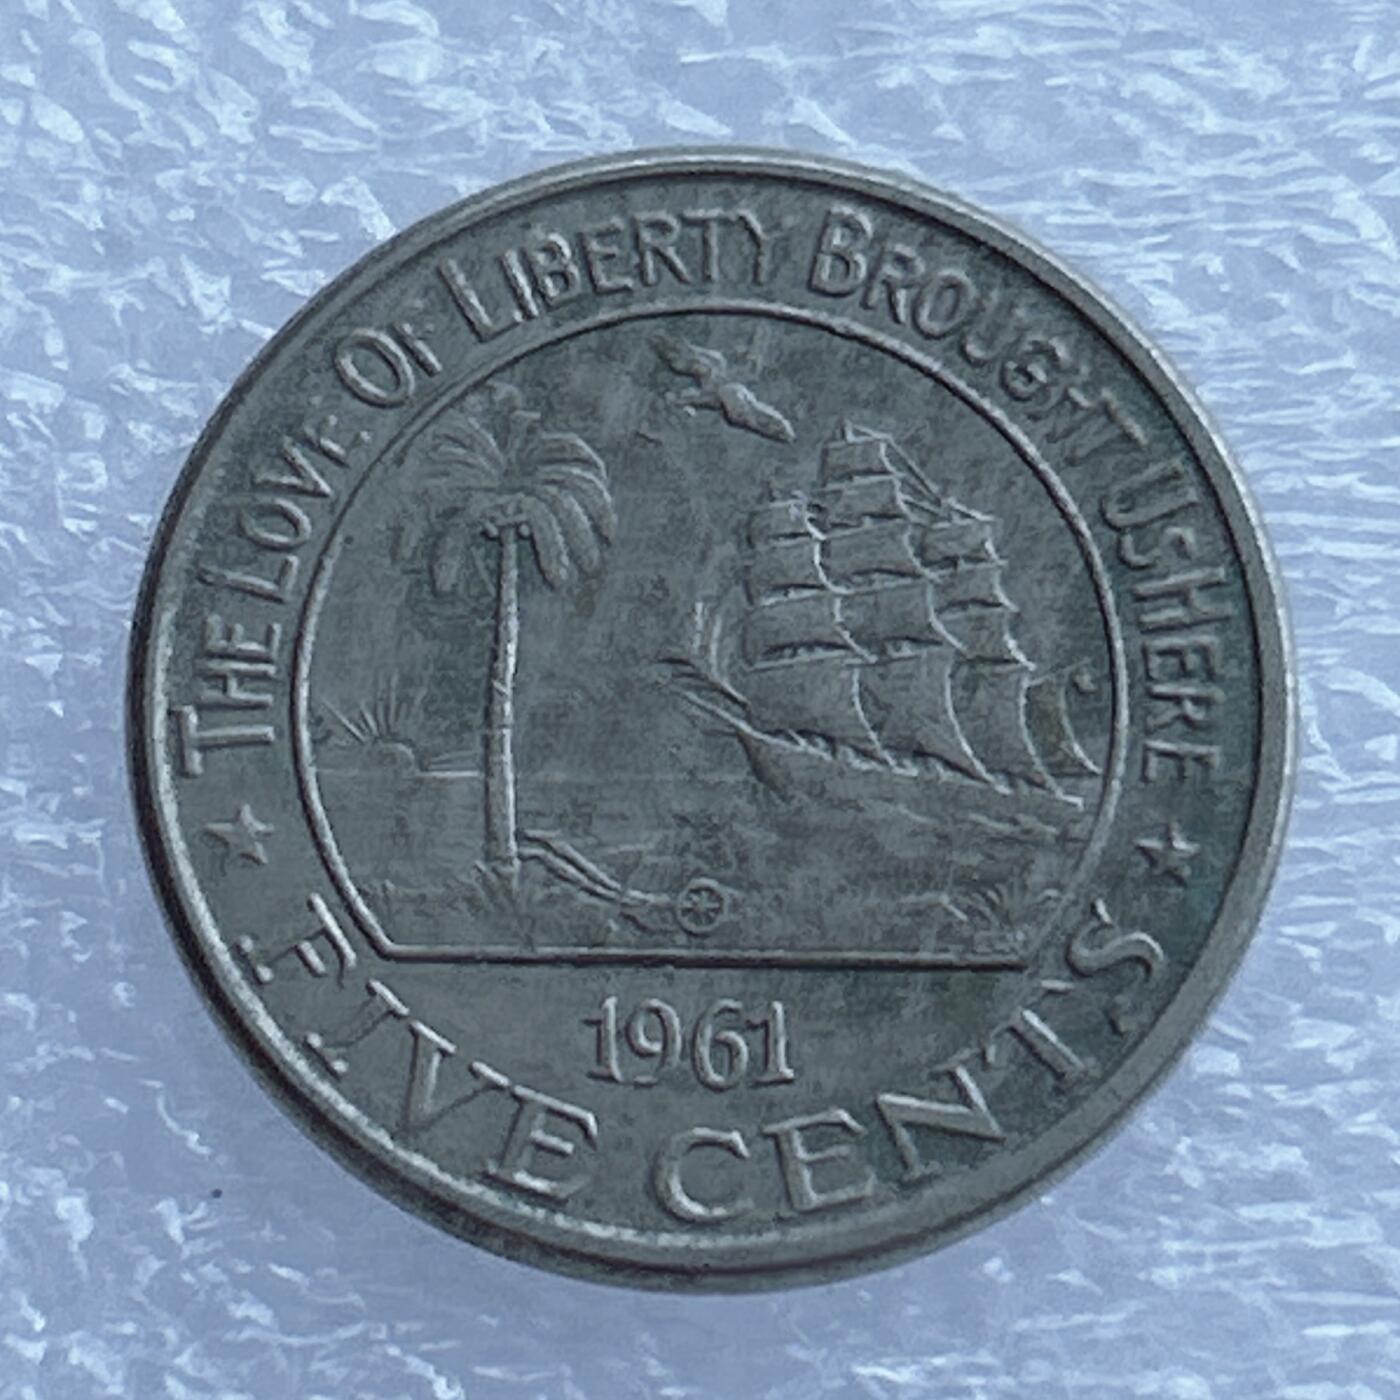 THE LOVE OF LIBERTY BROUGHT US HERE
1961
FIVE CENTS